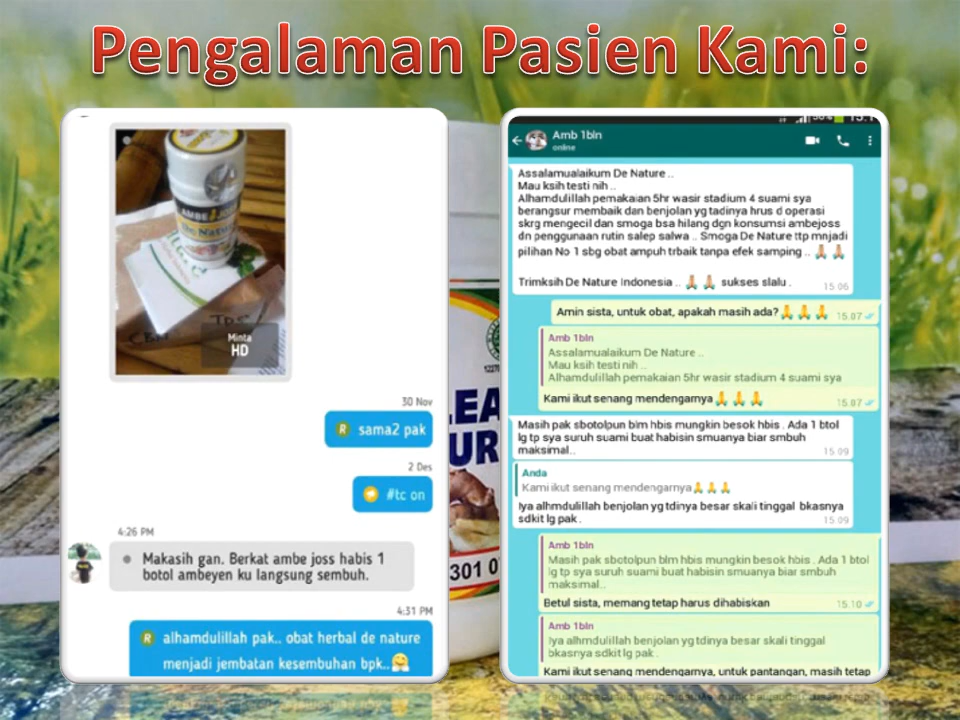 Pengalaman Pasien Kami:
AMBEJOSS
De Nature
Minta
HD
30 Nov
R sama2 pak
2 Des
#tc on
4:26 PM
Makasih gan. Berkat ambe joss habis 1
botol ambeyen ku langsung sembuh.
4:31 PM
R alhamdulillah pak.. obat herbal de nature
menjadi jembatan kesembuhan bpk..🤗
LEA
UR
301 0
50% 15.1
Amb 1bln
online
Assalamualaikum De Nature ..
Mau ksih testi nih ..
Alhamdulillah pemakaian 5hr wasir stadium 4 suami sya
berangsur membaik dan benjolan yg tadinya hrus d operasi
skrg mengecil dan smoga bsa hilang dgn konsumsi ambejoss
dn penggunaan rutin salep salwa .. Smoga De Nature ttp mnjadi
pilihan No 1 sbg obat ampuh trbaik tanpa efek samping .. 🙏 🙏
Trimksih De Nature Indonesia .. 🙏 🙏 sukses slalu .
15.06
Amin sista, untuk obat, apakah masih ada?🙏 🙏 🙏 15.07
Amb 1bln
Assalamualaikum De Nature ..
Mau ksih testi nih ..
Alhamdulillah pemakaian 5hr wasir stadium 4 suami sya
Kami ikut senang mendengarnya🙏 🙏 🙏 15.07
Masih pak sbotolpun blm hbis mungkin besok hbis . Ada 1 btol
lg tp sya suruh suami buat habisin smuanya biar smbuh
maksimal.. 15.09
Anda
Kami ikut senang mendengarnya🙏🙏🙏
Iya alhmdulillah benjolan yg tdinya besar skali tinggal bkasnya
sdkit lg pak . 15.09
Amb 1bln
Masih pak sbotolpun blm hbis mungkin besok hbis . Ada 1 btol
lg tp sya suruh suami buat habisin smuanya biar smbuh
maksimal..
Betul sista, memang tetap harus dihabiskan 15.10
Amb 1bln
Iya alhmdulillah benjolan yg tdinya besar skali tinggal
bkasnya sdkit lg pak .
Kami ikut senang mendengarnya, untuk pantangan, masih tetap